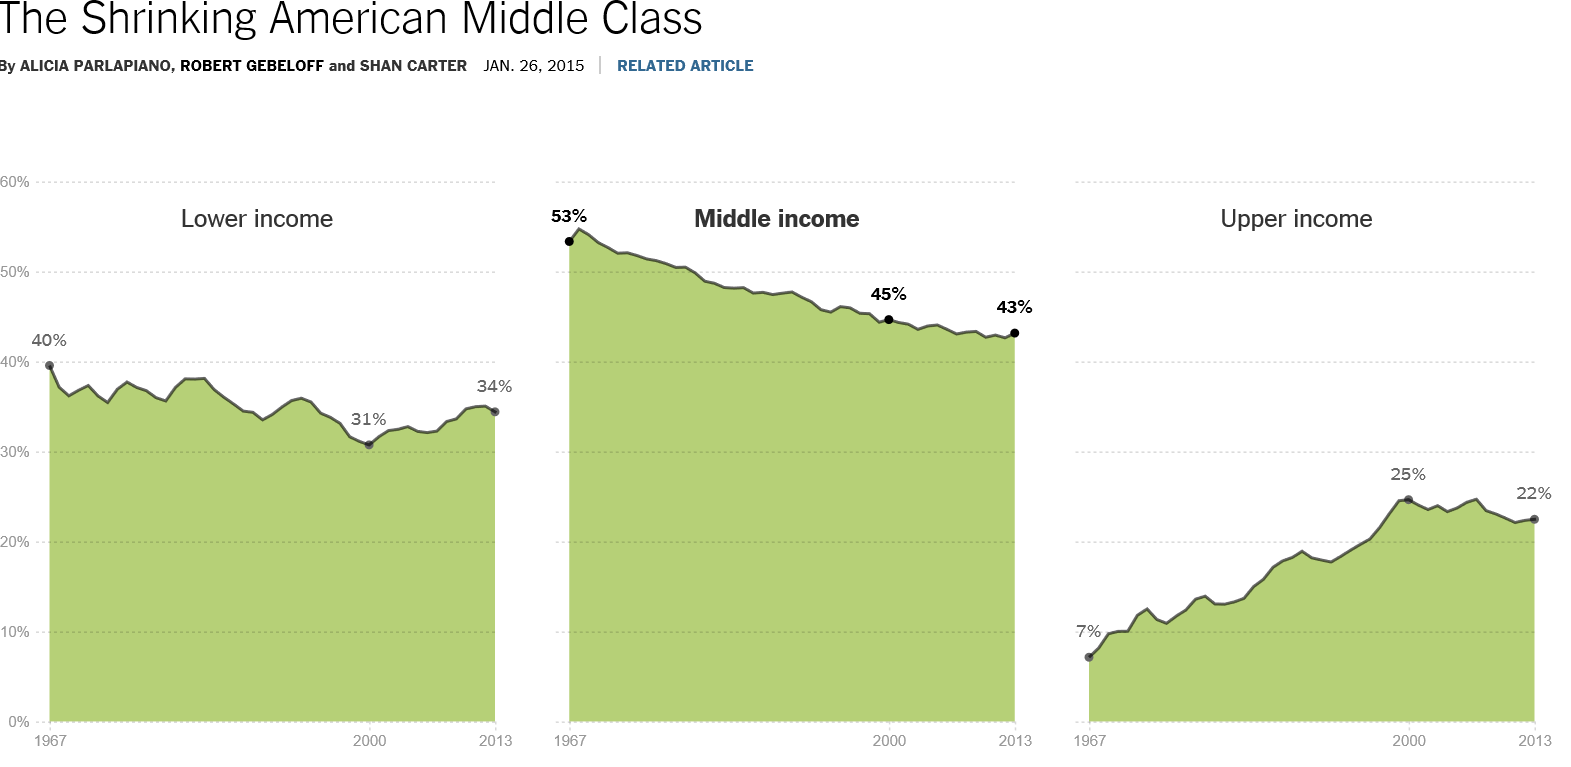 The Shrinking American Middle Class
By ALICIA PARLAPIANO, ROBERT GEBELOFF and SHAN CARTER JAN. 26, 2015 RELATED ARTICLE
60%
50%
40%
30%
20%
10%
0%
Lower income
40%
31%
34%
1967 2000 2013
Middle income
53%
45%
43%
1967 2000 2013
Upper income
7%
25%
22%
1967 2000 2013